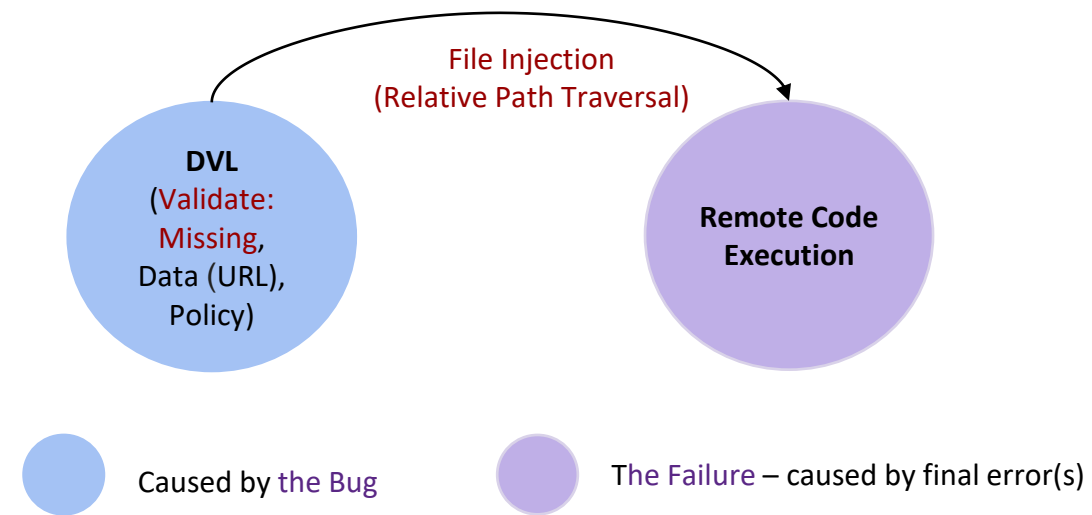 File Injection
(Relative Path Traversal)
DVL
(Validate:
Missing,
Data (URL),
Policy)
Remote Code
Execution
Caused by the Bug
The Failure – caused by final error(s)